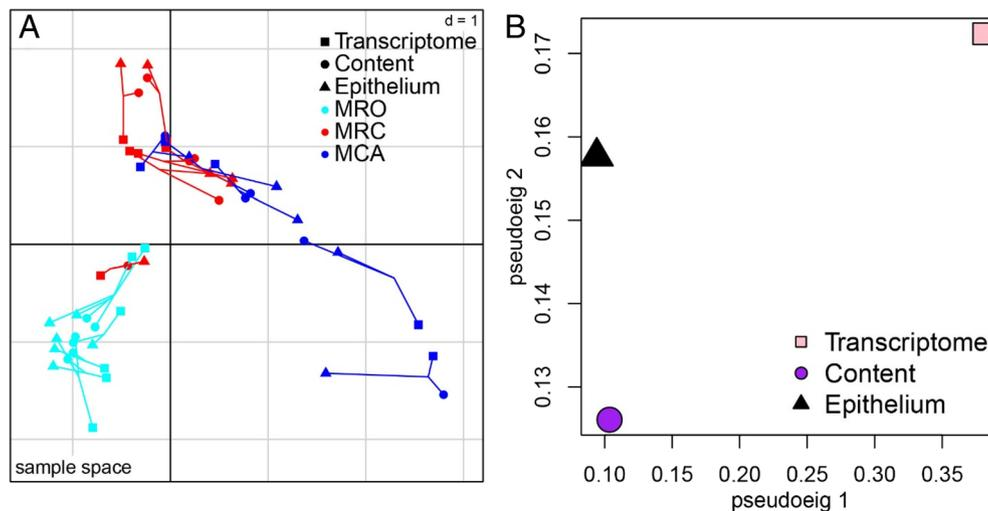 A
d = 1
Transcriptome
Content
Epithelium
MRO
MRC
MCA
sample space
B
pseudoeig 2
0.17
0.16
0.15
0.14
0.13
Transcriptome
Content
Epithelium
0.10 0.15 0.20 0.25 0.30 0.35
pseudoeig 1